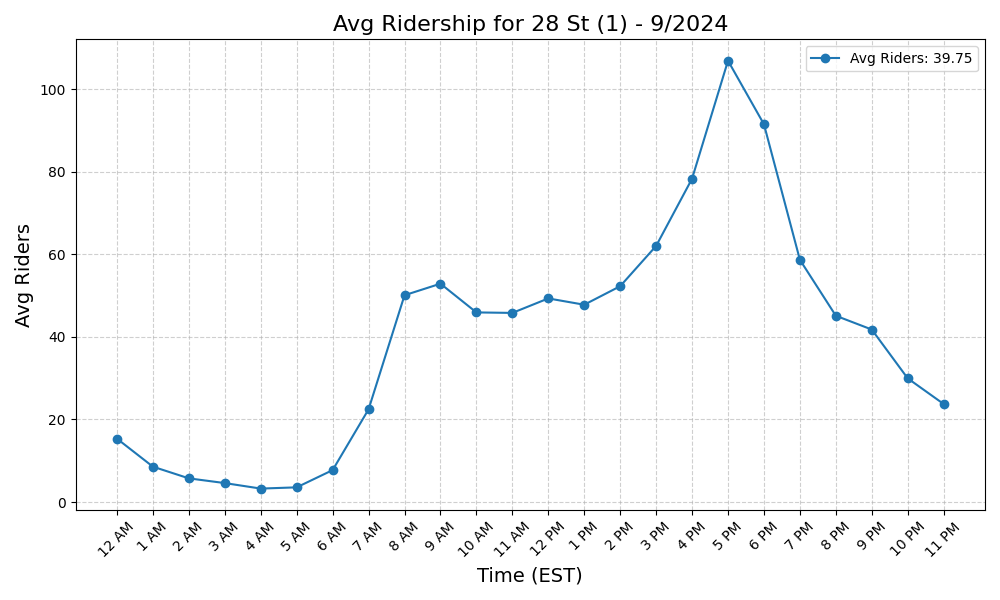 Avg Ridership for 28 St (1) - 9/2024
Avg Riders: 39.75
Avg Riders
100
80
60
40
20
0
12 AM
1 AM
2 AM
3 AM
4 AM
5 AM
6 AM
7 AM
8 AM
9 AM
10 AM
11 AM
12 PM
1 PM
2 PM
3 PM
4 PM
5 PM
6 PM
7 PM
8 PM
9 PM
10 PM
11 PM
Time (EST)